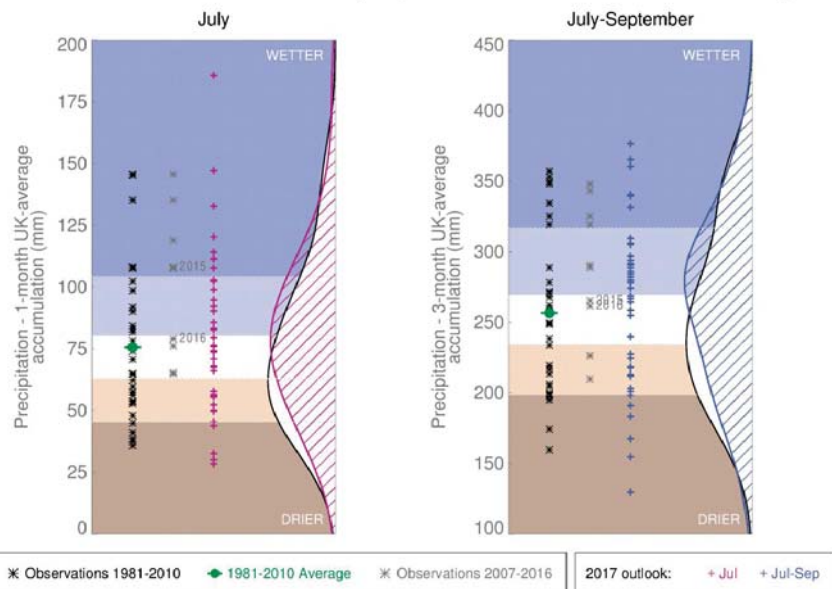 July
July-September
Precipitation - 1-month UK-average
accumulation (mm)
200
175
150
125
100
75
50
25
0
WETTER
2015
2016
DRIER
Precipitation - 3-month UK-average
accumulation (mm)
450
400
350
300
250
200
150
100
WETTER
DRIER
Observations 1981-2010
1981-2010 Average
Observations 2007-2016
2017 outlook:
Jul
Jul-Sep